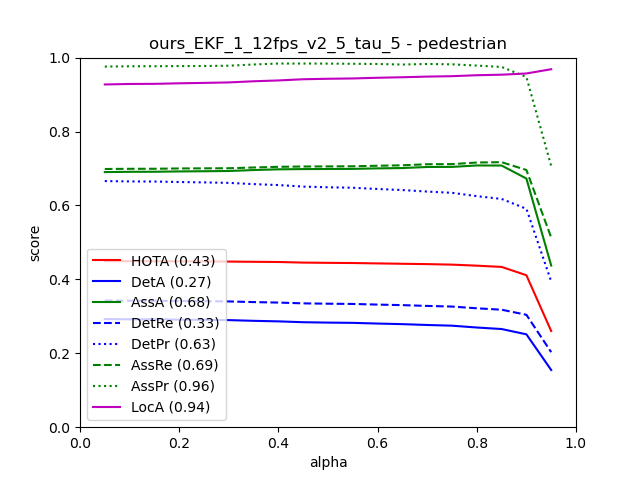 ours_EKF_1_12fps_v2_5_tau_5 - pedestrian
1.0
0.8
0.6
0.4
0.2
0.0
score
HOTA (0.43)
DetA (0.27)
AssA (0.68)
DetRe (0.33)
DetPr (0.63)
AssRe (0.69)
AssPr (0.96)
LocA (0.94)
0.0 0.2 0.4 0.6 0.8 1.0
alpha